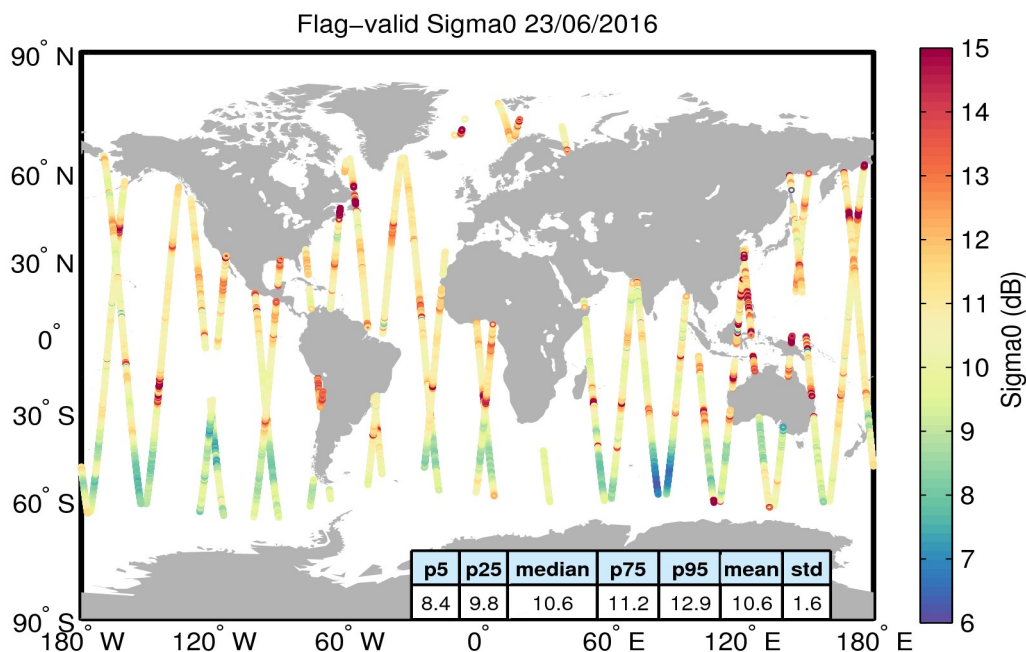 Flag−valid Sigma0 23/06/2016
90° N
60° N
30° N
0°
30° S
60° S
90° S
180° W
120° W
60° W
0°
60° E
120° E
180° E
p5 p25 median p75 p95 mean std
8.4 9.8 10.6 11.2 12.9 10.6 1.6
15
14
13
12
11
10
9
8
7
6
Sigma0 (dB)